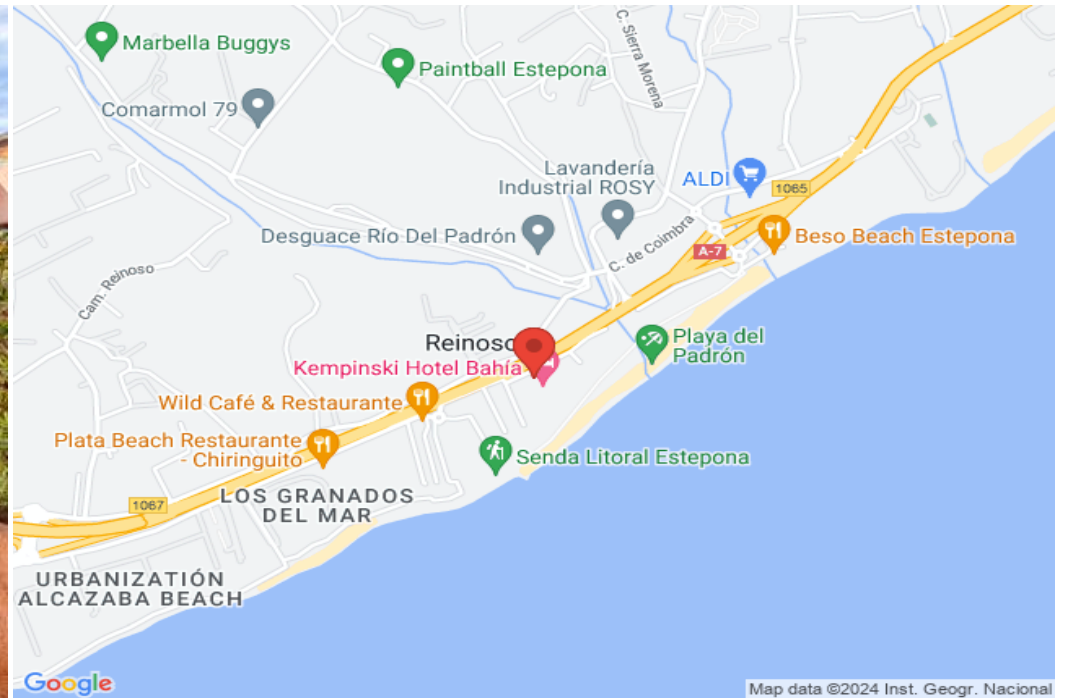 Marbella Buggys
C. Sierra Morena
Paintball Estepona
Comarmol 79
Lavandería
Industrial ROSY
ALDI
1065
Desguace Río Del Padrón
C. de Coimbra
Beso Beach Estepona
A-7
Cam. Reinoso
Reinoso
Playa del
Padrón
Kempinski Hotel Bahía
Wild Café & Restaurante
Plata Beach Restaurante
- Chiringuito
Senda Litoral Estepona
1067
LOS GRANADOS
DEL MAR
URBANIZATIÓN
ALCAZABA BEACH
Google
Map data ©2024 Inst. Geogr. Nacional